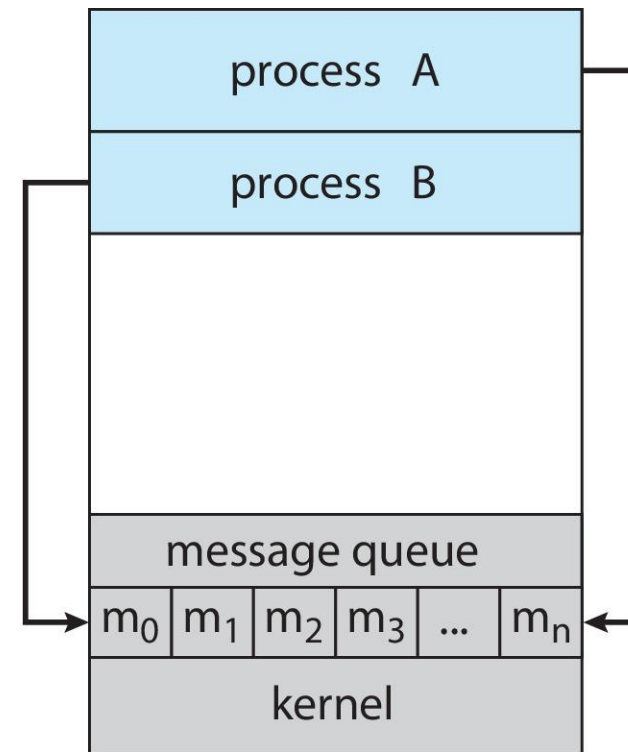 process A
process B
message queue
m₀ m₁ m₂ m₃ ... mₙ
kernel